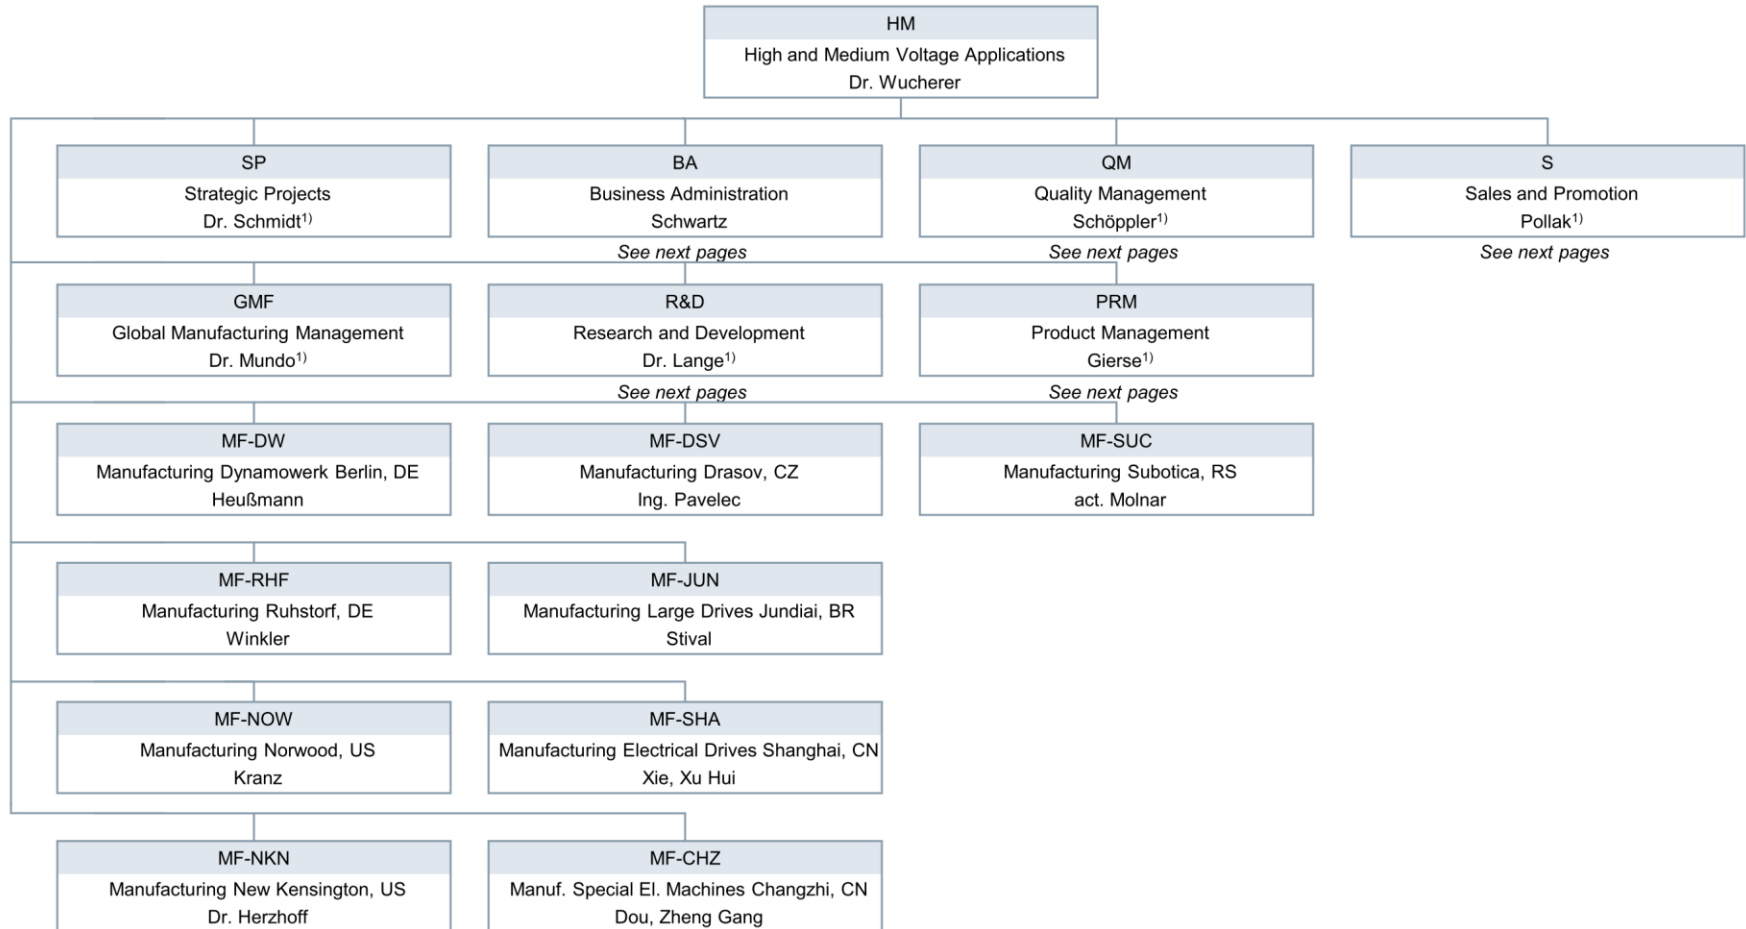 HM
High and Medium Voltage Applications
Dr. Wucherer
SP
Strategic Projects
Dr. Schmidt1)
BA
Business Administration
Schwartz
See next pages
QM
Quality Management
Schöppler1)
See next pages
S
Sales and Promotion
Pollak1)
See next pages
GMF
Global Manufacturing Management
Dr. Mundo1)
R&D
Research and Development
Dr. Lange1)
See next pages
PRM
Product Management
Gierse1)
See next pages
MF-DW
Manufacturing Dynamowerk Berlin, DE
Heußmann
MF-DSV
Manufacturing Drasov, CZ
Ing. Pavelec
MF-SUC
Manufacturing Subotica, RS
act. Molnar
MF-RHF
Manufacturing Ruhstorf, DE
Winkler
MF-JUN
Manufacturing Large Drives Jundiai, BR
Stival
MF-NOW
Manufacturing Norwood, US
Kranz
MF-SHA
Manufacturing Electrical Drives Shanghai, CN
Xie, Xu Hui
MF-NKN
Manufacturing New Kensington, US
Dr. Herzhoff
MF-CHZ
Manuf. Special El. Machines Changzhi, CN
Dou, Zheng Gang